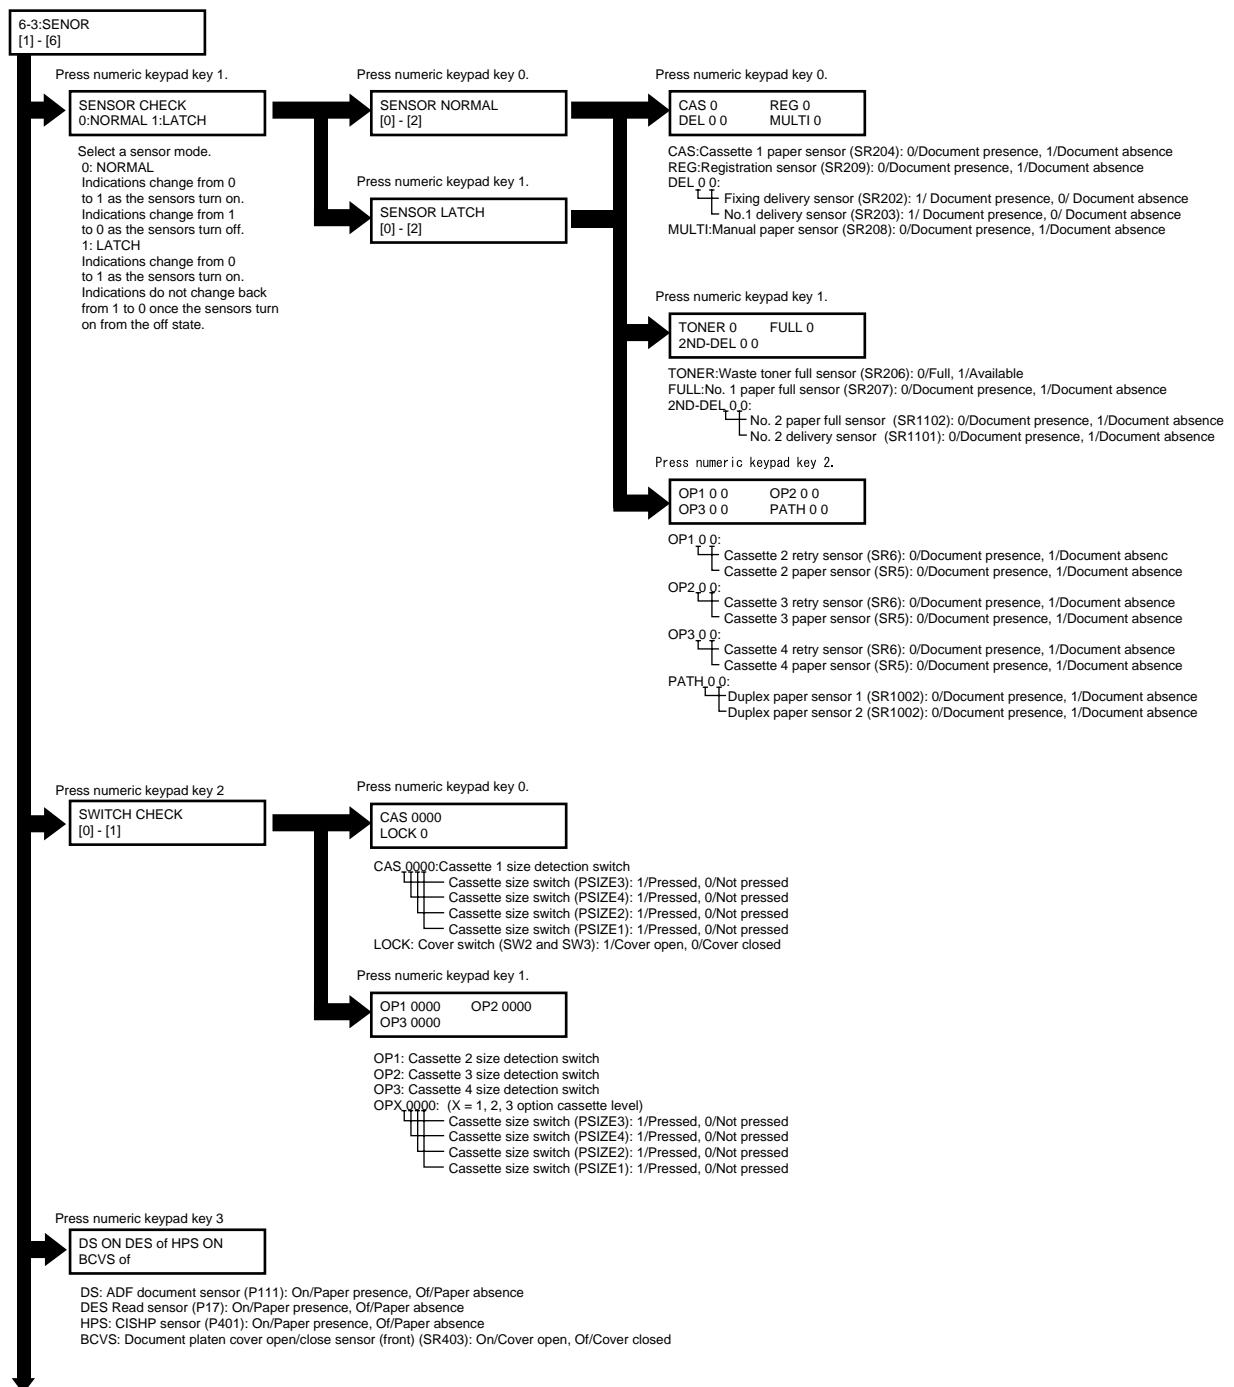 6-3:SENOR
[1] - [6]
Press numeric keypad key 1.
SENSOR CHECK
0:NORMAL 1:LATCH
Select a sensor mode.
0: NORMAL
Indications change from 0
to 1 as the sensors turn on.
Indications change from 1
to 0 as the sensors turn off.
1: LATCH
Indications change from 0
to 1 as the sensors turn on.
Indications do not change back
from 1 to 0 once the sensors turn
on from the off state.
Press numeric keypad key 0.
SENSOR NORMAL
[0] - [2]
Press numeric keypad key 1.
SENSOR LATCH
[0] - [2]
Press numeric keypad key 0.
CAS 0 REG 0
DEL 0 0 MULTI 0
CAS:Cassette 1 paper sensor (SR204): 0/Document presence, 1/Document absence
REG:Registration sensor (SR209): 0/Document presence, 1/Document absence
DEL 0 0:
Fixing delivery sensor (SR202): 1/ Document presence, 0/ Document absence
No.1 delivery sensor (SR203): 1/ Document presence, 0/ Document absence
MULTI:Manual paper sensor (SR208): 0/Document presence, 1/Document absence
Press numeric keypad key 1.
TONER 0 FULL 0
2ND-DEL 0 0
TONER:Waste toner full sensor (SR206): 0/Full, 1/Available
FULL:No. 1 paper full sensor (SR207): 0/Document presence, 1/Document absence
2ND-DEL 0 0:
No. 2 paper full sensor (SR1102): 0/Document presence, 1/Document absence
No. 2 delivery sensor (SR1101): 0/Document presence, 1/Document absence
Press numeric keypad key 2.
OP1 0 0 OP2 0 0
OP3 0 0 PATH 0 0
OP1 0 0:
Cassette 2 retry sensor (SR6): 0/Document presence, 1/Document absenc
Cassette 2 paper sensor (SR5): 0/Document presence, 1/Document absence
OP2 0 0:
Cassette 3 retry sensor (SR6): 0/Document presence, 1/Document absence
Cassette 3 paper sensor (SR5): 0/Document presence, 1/Document absence
OP3 0 0:
Cassette 4 retry sensor (SR6): 0/Document presence, 1/Document absence
Cassette 4 paper sensor (SR5): 0/Document presence, 1/Document absence
PATH 0 0:
Duplex paper sensor 1 (SR1002): 0/Document presence, 1/Document absence
Duplex paper sensor 2 (SR1002): 0/Document presence, 1/Document absence
Press numeric keypad key 2
SWITCH CHECK
[0] - [1]
Press numeric keypad key 0.
CAS 0000
LOCK 0
CAS 0000:Cassette 1 size detection switch
Cassette size switch (PSIZE3): 1/Pressed, 0/Not pressed
Cassette size switch (PSIZE4): 1/Pressed, 0/Not pressed
Cassette size switch (PSIZE2): 1/Pressed, 0/Not pressed
Cassette size switch (PSIZE1): 1/Pressed, 0/Not pressed
LOCK: Cover switch (SW2 and SW3): 1/Cover open, 0/Cover closed
Press numeric keypad key 1.
OP1 0000 OP2 0000
OP3 0000
OP1: Cassette 2 size detection switch
OP2: Cassette 3 size detection switch
OP3: Cassette 4 size detection switch
OPX 0000: (X = 1, 2, 3 option cassette level)
Cassette size switch (PSIZE3): 1/Pressed, 0/Not pressed
Cassette size switch (PSIZE4): 1/Pressed, 0/Not pressed
Cassette size switch (PSIZE2): 1/Pressed, 0/Not pressed
Cassette size switch (PSIZE1): 1/Pressed, 0/Not pressed
Press numeric keypad key 3
DS ON DES of HPS ON
BCVS of
DS: ADF document sensor (P111): On/Paper presence, Of/Paper absence
DES Read sensor (P17): On/Paper presence, Of/Paper absence
HPS: CISHP sensor (P401): On/Paper presence, Of/Paper absence
BCVS: Document platen cover open/close sensor (front) (SR403): On/Cover open, Of/Cover closed